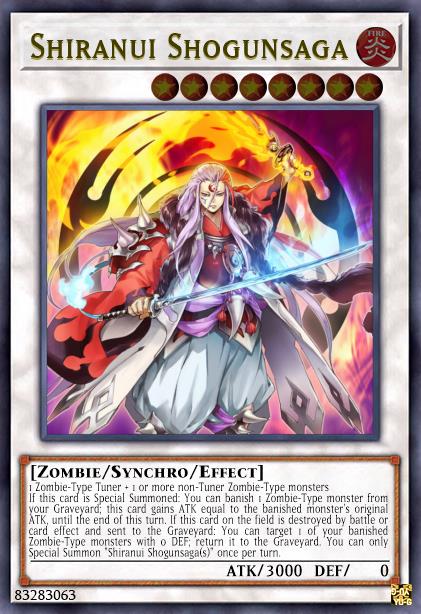 Shiranui Shogunsaga
FIRE
炎
[Zombie/Synchro/Effect]
1 Zombie-Type Tuner + 1 or more non-Tuner Zombie-Type monsters
If this card is Special Summoned: You can banish 1 Zombie-Type monster from
your Graveyard; this card gains ATK equal to the banished monster's original
ATK, until the end of this turn. If this card on the field is destroyed by battle or
card effect and sent to the Graveyard: You can target 1 of your banished
Zombie-Type monsters with 0 DEF; return it to the Graveyard. You can only
Special Summon "Shiranui Shogunsaga(s)" once per turn.
ATK/3000 DEF/ 0
83283063